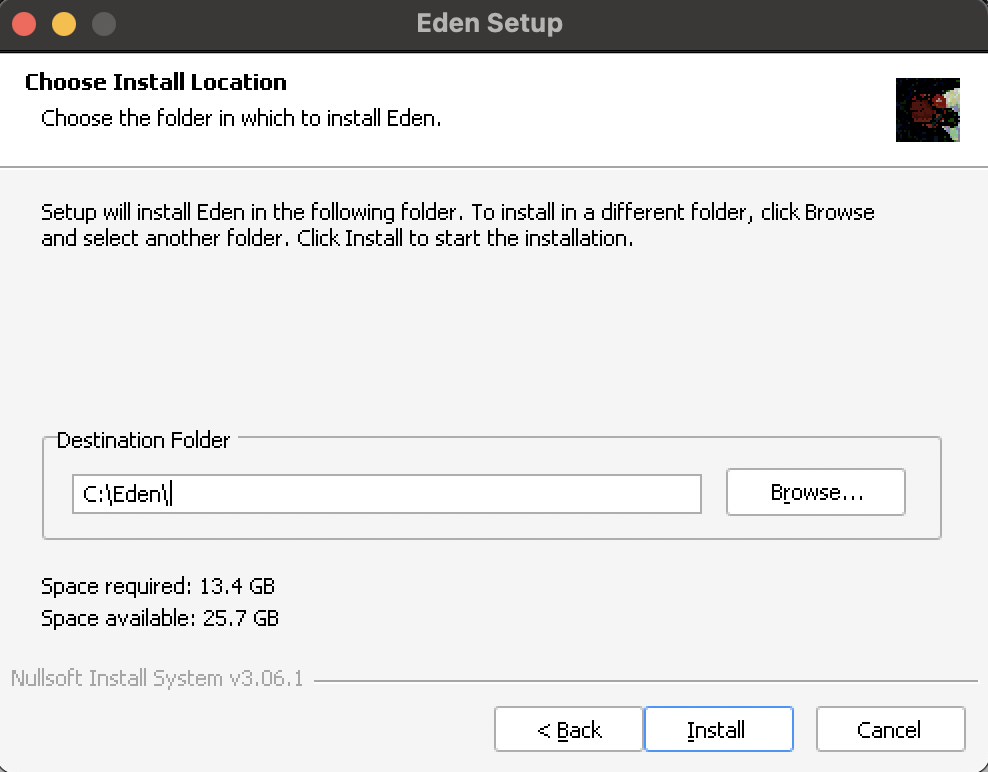 Eden Setup
Choose Install Location
Choose the folder in which to install Eden.
Setup will install Eden in the following folder. To install in a different folder, click Browse
and select another folder. Click Install to start the installation.
Destination Folder
C:\Eden\
Browse...
Space required: 13.4 GB
Space available: 25.7 GB
Nullsoft Install System v3.06.1
< Back
Install
Cancel